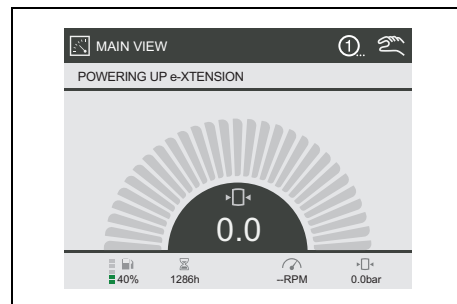 MAIN VIEW
1...
POWERING UP e-XTENSION
0.0
40%
1286h
--RPM
0.0bar